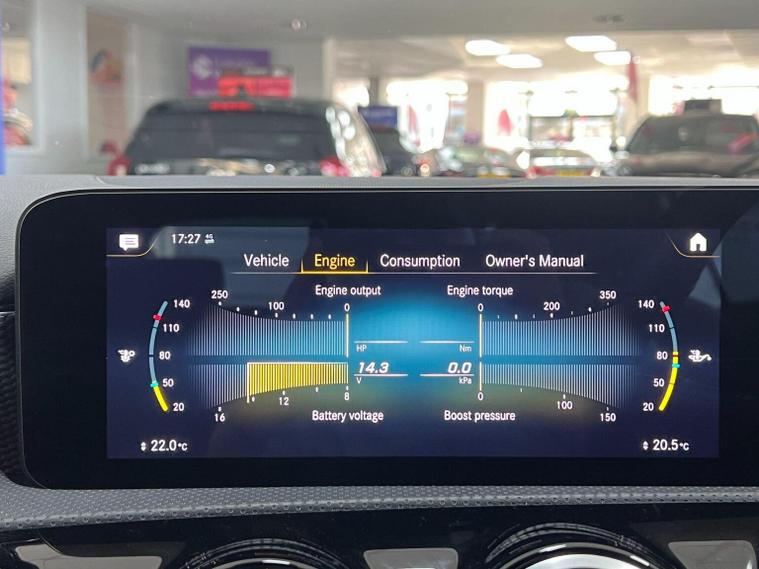 17:27 4G
Vehicle Engine Consumption Owner's Manual
Engine output Engine torque
250 100 0 0 200 350
140 140
110 110
80 80
50 50
20 20
HP Nm
14.3 0.0
V kPa
16 12 8 0 100 150
Battery voltage Boost pressure
22.0°C 20.5°C